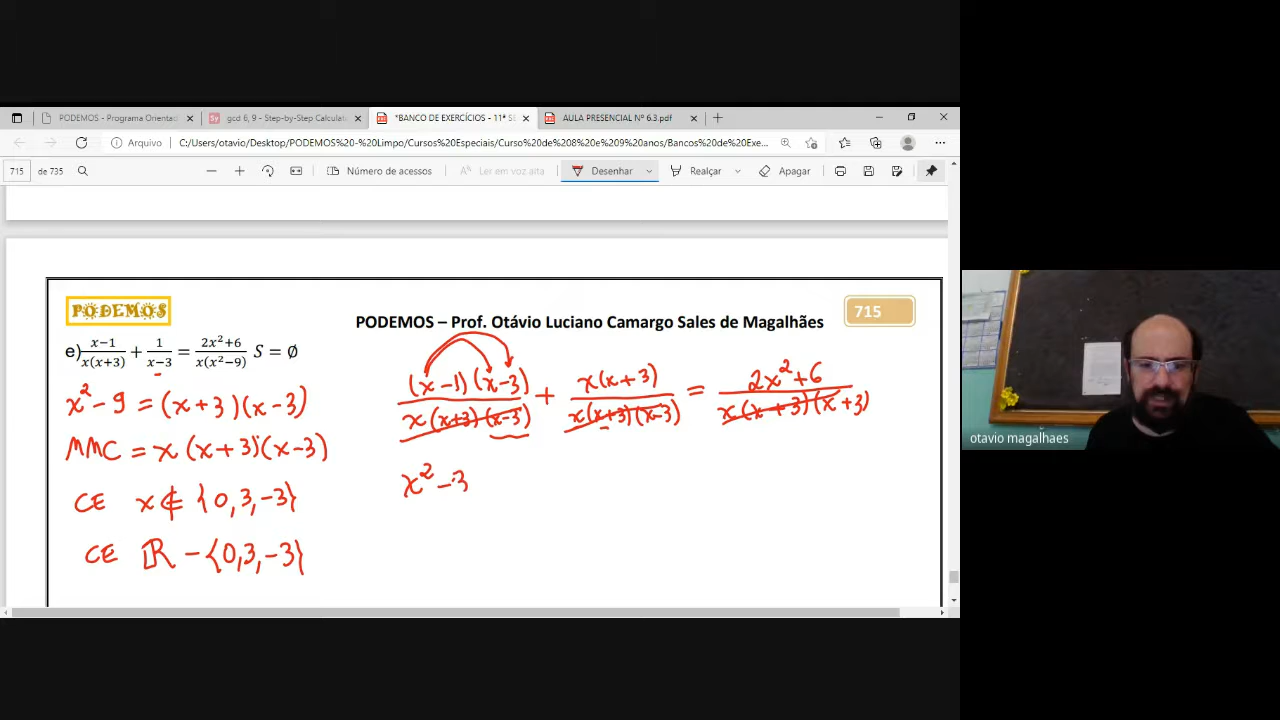 PODEMOS - Programa Orientad
gcd 6, 9 - Step-by-Step Calculat
*BANCO DE EXERCÍCIOS - 11ª SÉ
AULA PRESENCIAL Nº 6.3.pdf
Arquivo
C:/Users/otavio/Desktop/PODEMOS%20-%20Limpo/Cursos%20Especiais/Curso%20de%208%20e%209%20anos/Bancos%20de%20Exe...
715 de 735
Número de acessos
Ler em voz alta
Desenhar
Realçar
Apagar
PODEMOS
PODEMOS – Prof. Otávio Luciano Camargo Sales de Magalhães
715
e) (x−1)/(x(x+3)) + 1/(x−3) = (2x²+6)/(x(x²−9)) S = ∅
(x-1)(x-3)/(x(x+3)(x-3)) + x(x+3)/(x(x+3)(x-3)) = (2x²+6)/(x(x+3)(x+3))
x²-9 = (x+3)(x-3)
MMC = x(x+3)(x-3)
x²-3
CE x ∉ {0,3,-3}
CE ℝ - {0,3,-3}
otavio magalhaes